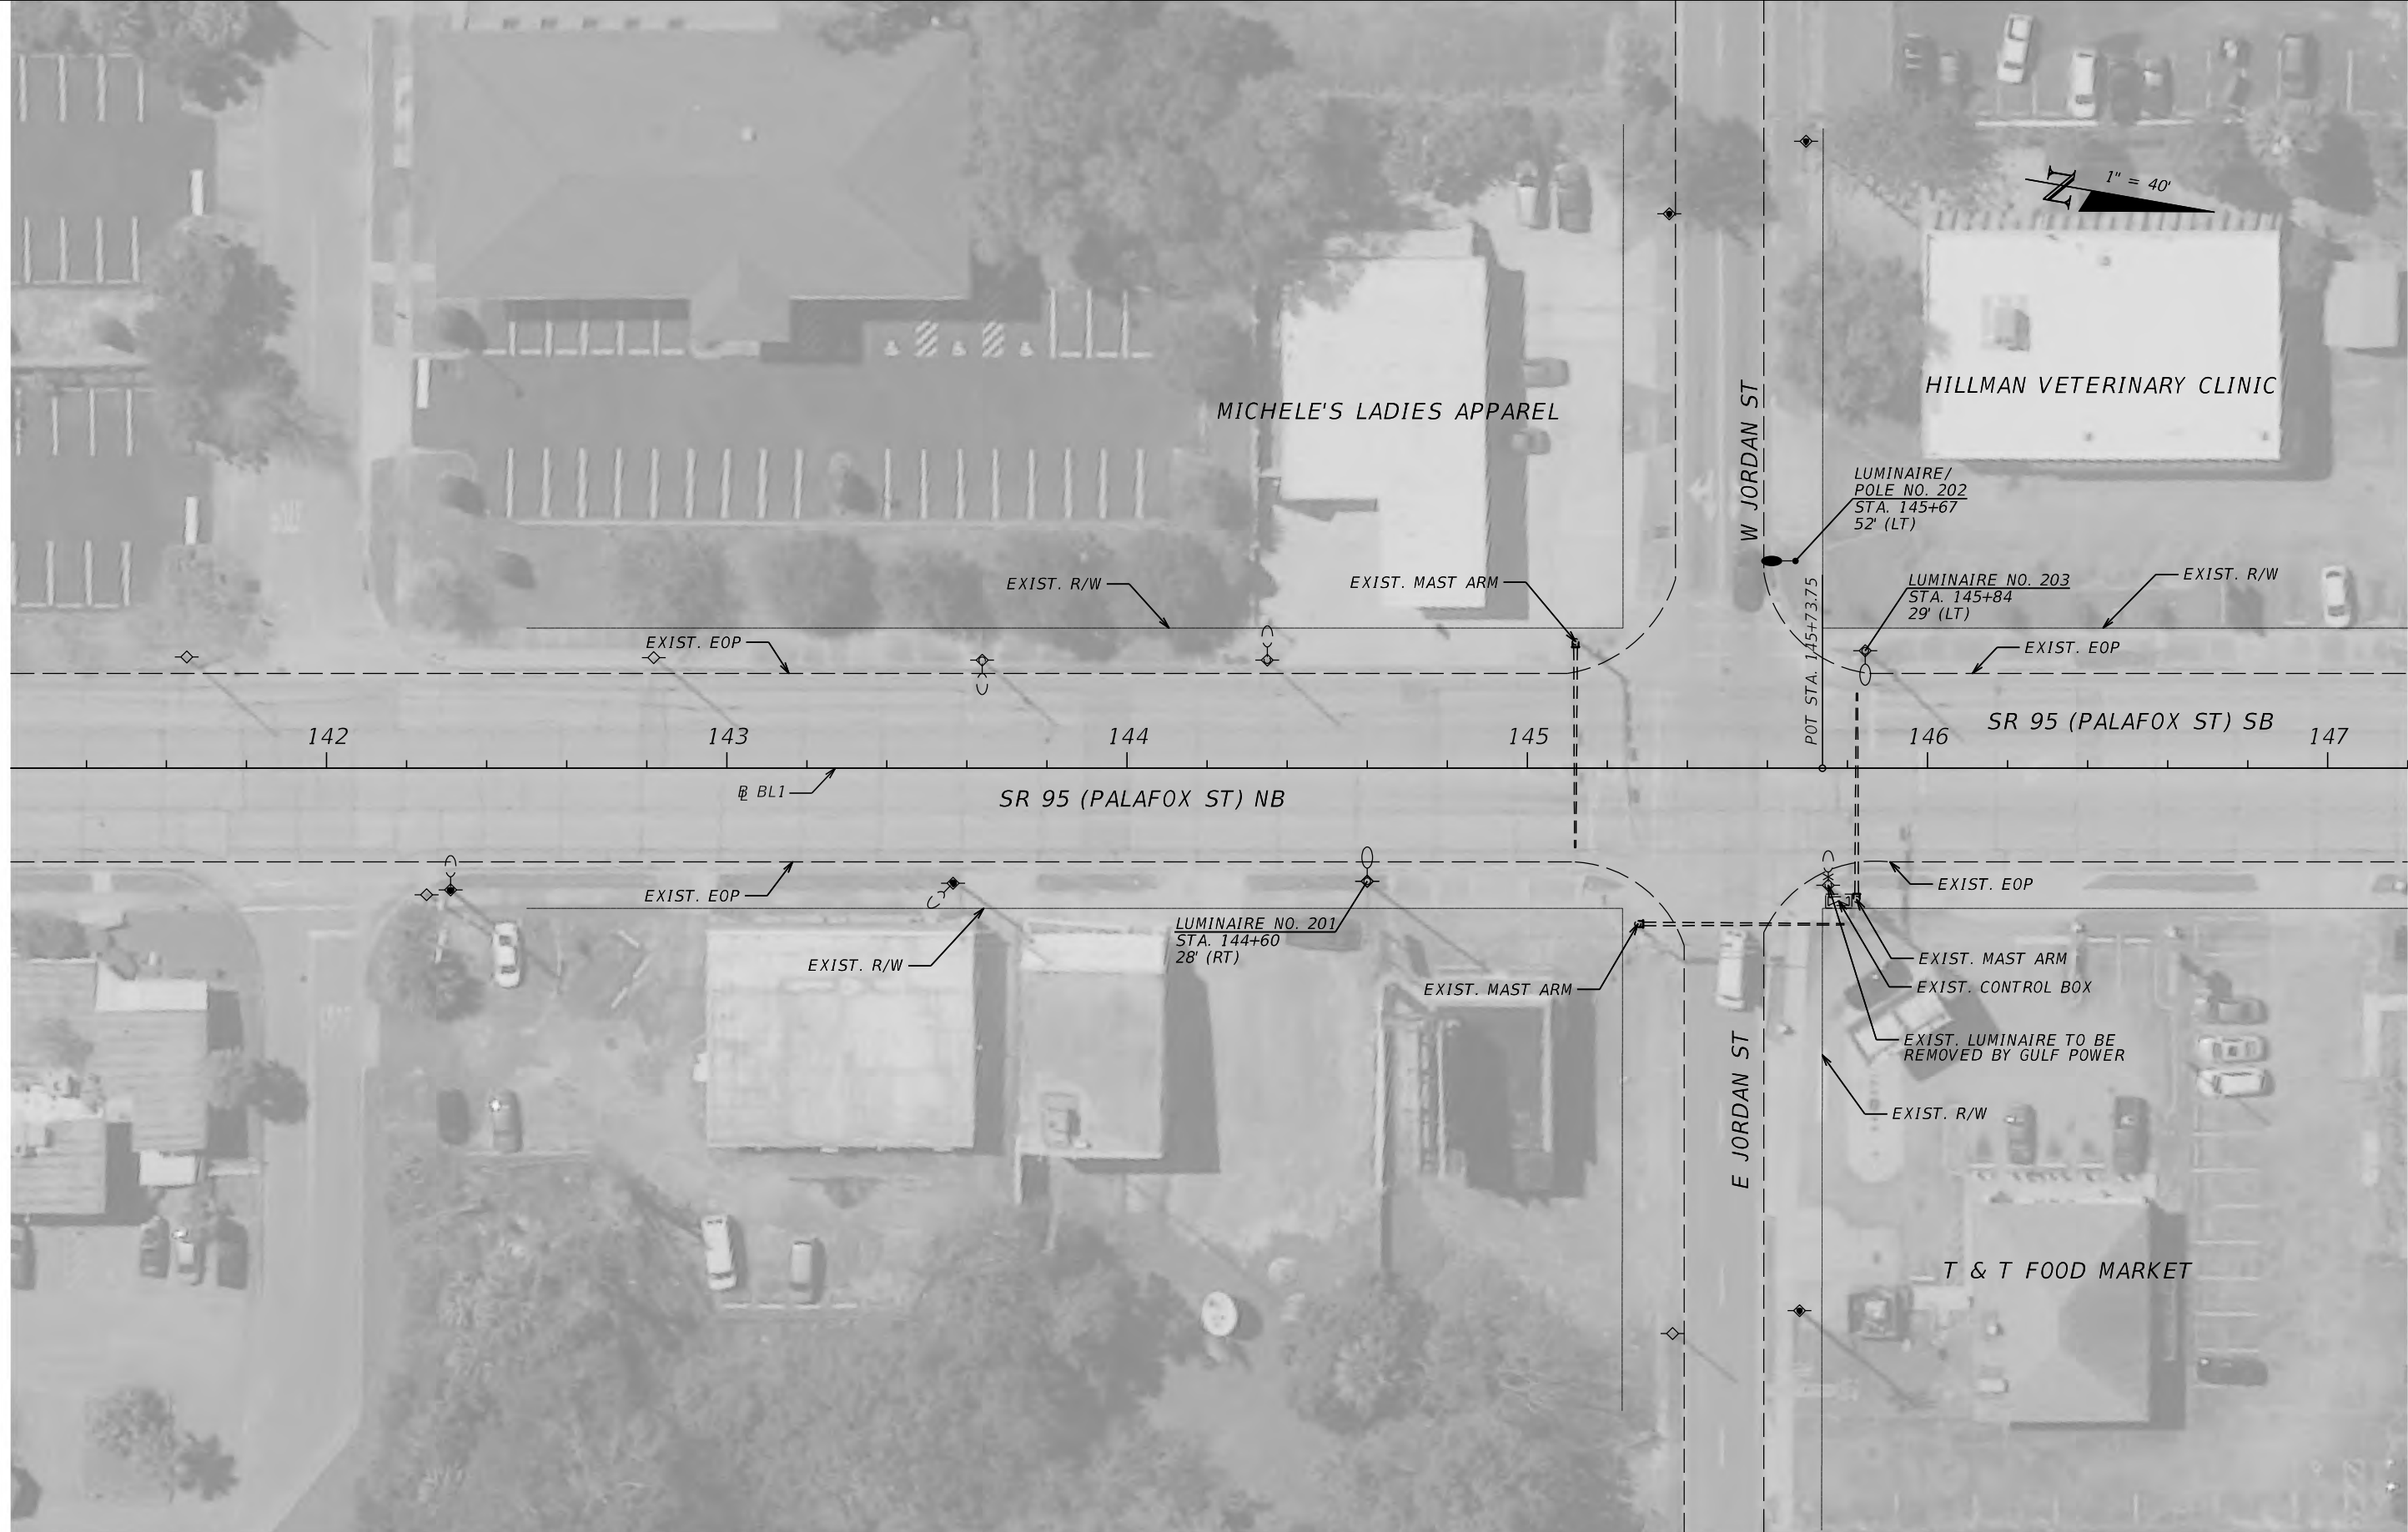 1" = 40'
N
HILLMAN VETERINARY CLINIC
MICHELE'S LADIES APPAREL
W JORDAN ST
LUMINAIRE/
POLE NO. 202
STA. 145+67
52' (LT)
EXIST. R/W
EXIST. MAST ARM
LUMINAIRE NO. 203
STA. 145+84
29' (LT)
EXIST. R/W
EXIST. EOP
EXIST. EOP
POT STA. 145+73.75
SR 95 (PALAFOX ST) SB
142
143
144
145
146
147
BL BL1
SR 95 (PALAFOX ST) NB
EXIST. EOP
EXIST. EOP
LUMINAIRE NO. 201
STA. 144+60
28' (RT)
EXIST. R/W
EXIST. MAST ARM
EXIST. MAST ARM
EXIST. CONTROL BOX
EXIST. LUMINAIRE TO BE
REMOVED BY GULF POWER
EXIST. R/W
E JORDAN ST
T & T FOOD MARKET